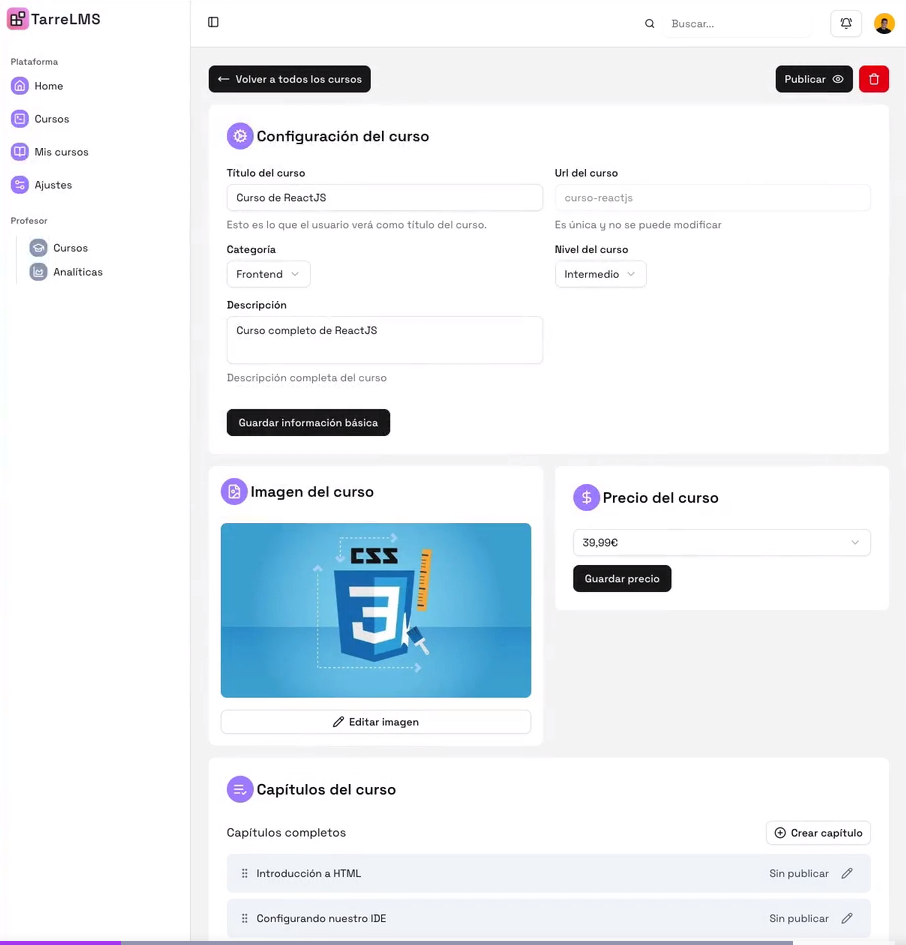 TarreLMS
Buscar...
Plataforma
Home
Cursos
Mis cursos
Ajustes
Profesor
Cursos
Analíticas
Volver a todos los cursos
Publicar
Configuración del curso
Título del curso
Url del curso
Curso de ReactJS
curso-reactjs
Esto es lo que el usuario verá como título del curso.
Es única y no se puede modificar
Categoría
Nivel del curso
Frontend
Intermedio
Descripción
Curso completo de ReactJS
Descripción completa del curso
Guardar información básica
Imagen del curso
CSS
3
Editar imagen
Precio del curso
39,99€
Guardar precio
Capítulos del curso
Capítulos completos
Crear capítulo
Introducción a HTML
Sin publicar
Configurando nuestro IDE
Sin publicar